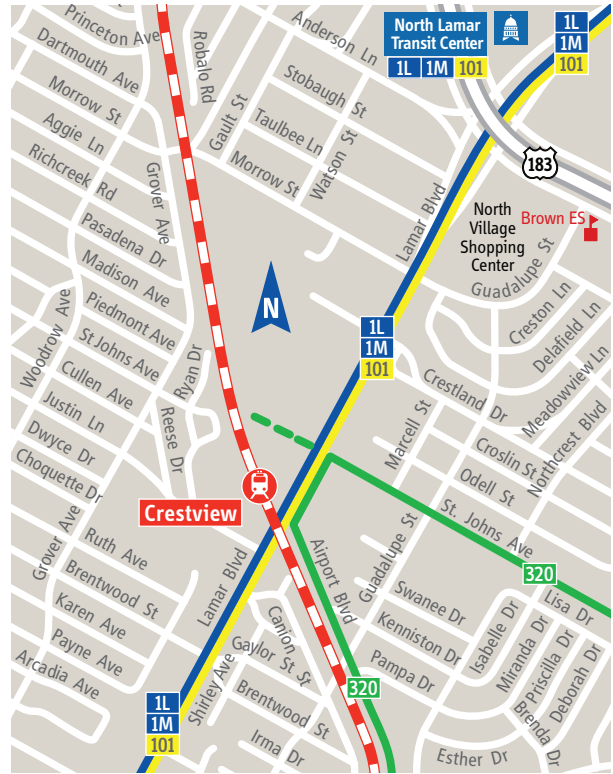 Princeton Ave
Dartmouth Ave
Morrow St
Aggie Ln
Richcreek Rd
Robalo Rd
Gault St
Anderson Ln
Stobaugh St
Taulbee Ln
Watson St
Morrow St
North Lamar
Transit Center
1L 1M 101
1L
1M
101
183
Brown ES
North
Village
Shopping
Center
Lamar Blvd
Guadalupe St
Grover Ave
Pasadena Dr
Madison Ave
Piedmont Ave
St Johns Ave
Cullen Ave
Justin Ln
Dwyce Dr
Choquette Dr
Woodrow Ave
Ryan Dr
Reese Dr
N
1L
1M
101
Creston Ln
Delafield Ln
Meadowview Ln
Crestland Dr
Marcell St
Croslin St
Odell St
Northcrest Blvd
St. Johns Ave
320
Crestview
Grover Ave
Ruth Ave
Brentwood St
Karen Ave
Payne Ave
Arcadia Ave
Lamar Blvd
Airport Blvd
Guadalupe St
Swanee Dr
Kenniston Dr
Pampa Dr
Isabelle Dr
Miranda Dr
Priscilla Dr
Deborah Dr
Lisa Dr
Brenda Dr
Esther Dr
Canion St
Gaylor St
Shirley Ave
Brentwood St
Irma Dr
320
1L
1M
101